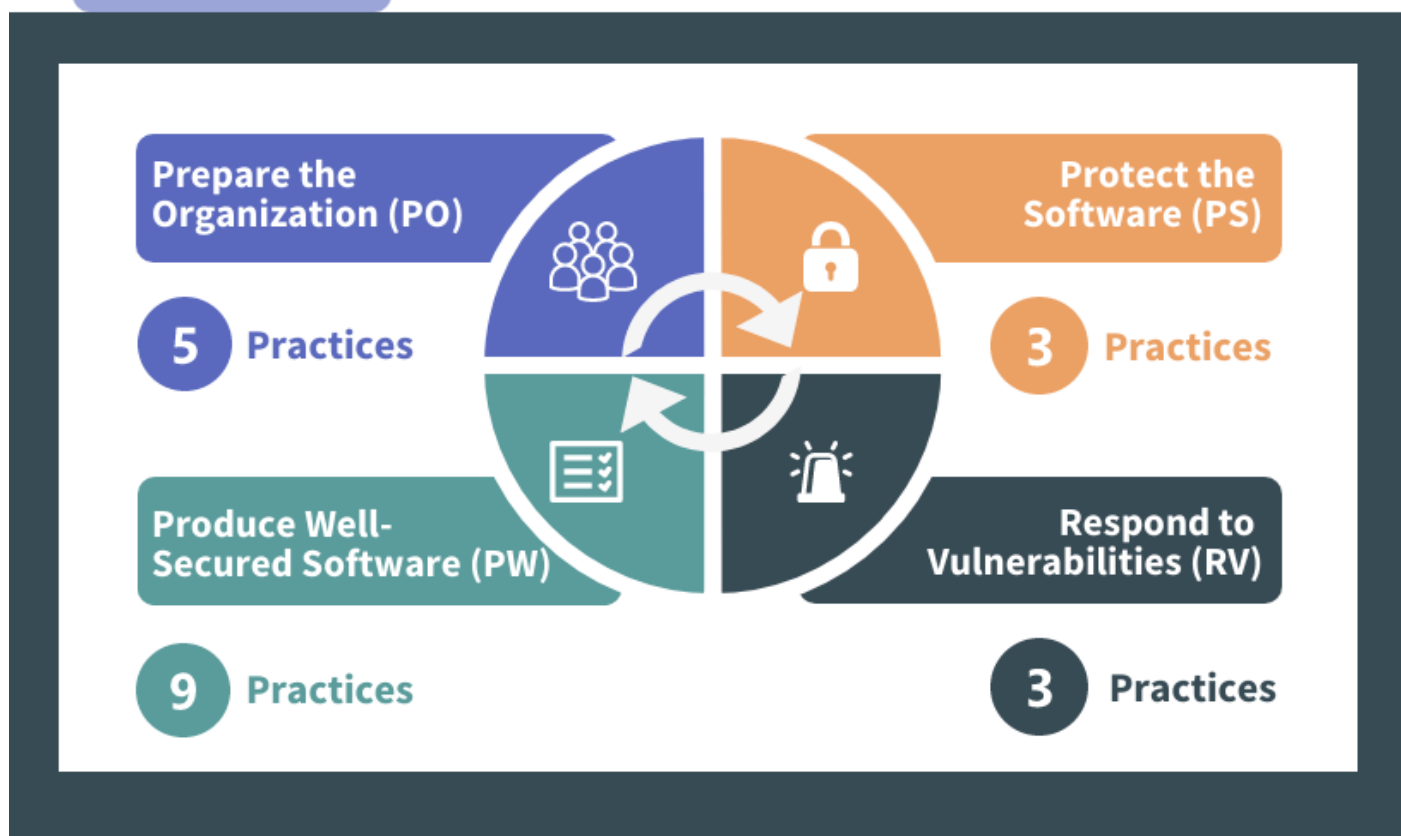 Prepare the
Organization (PO)
Protect the
Software (PS)
5 Practices
3 Practices
Produce Well-
Secured Software (PW)
Respond to
Vulnerabilities (RV)
9 Practices
3 Practices